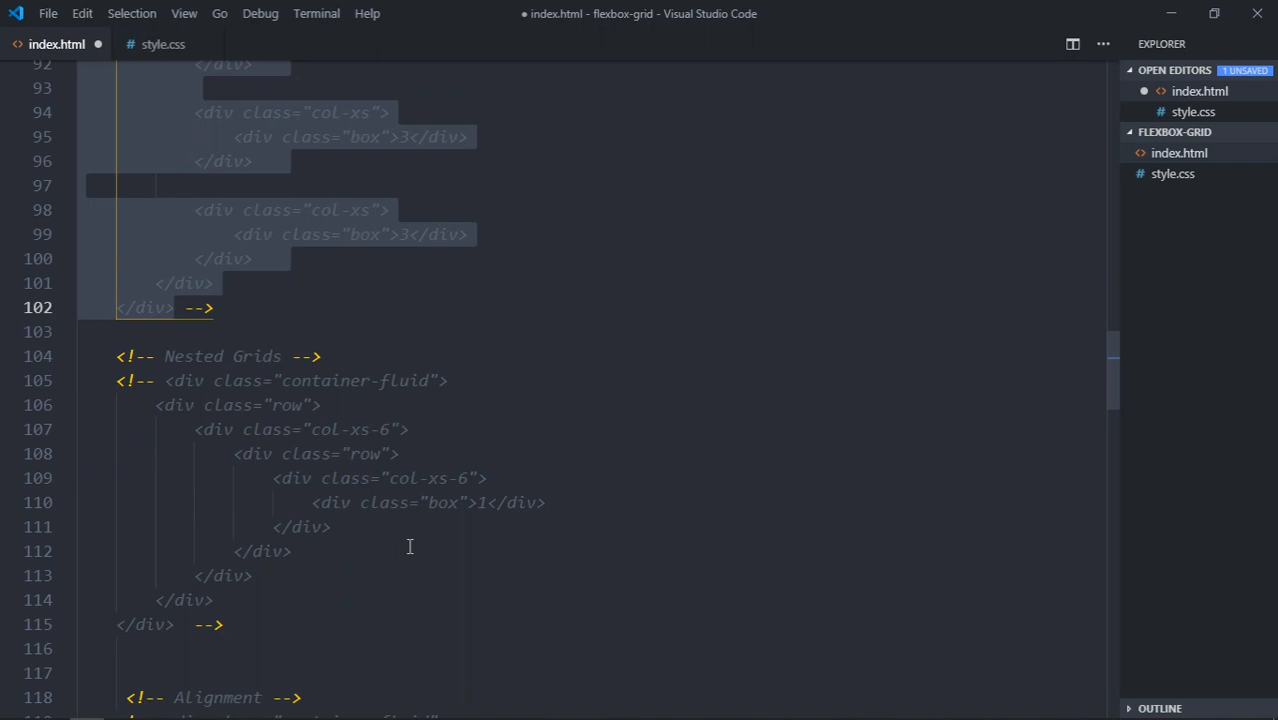 File Edit Selection View Go Debug Terminal Help
● index.html - flexbox-grid - Visual Studio Code
index.html
style.css
EXPLORER
OPEN EDITORS 1 UNSAVED
index.html
style.css
FLEXBOX-GRID
index.html
style.css
92 </div>
93
94 <div class="col-xs">
95 <div class="box">3</div>
96 </div>
97
98 <div class="col-xs">
99 <div class="box">3</div>
100 </div>
101 </div>
102 </div> -->
103
104 <!-- Nested Grids -->
105 <!-- <div class="container-fluid">
106 <div class="row">
107 <div class="col-xs-6">
108 <div class="row">
109 <div class="col-xs-6">
110 <div class="box">1</div>
111 </div>
112 </div>
113 </div>
114 </div>
115 </div> -->
116
117
118 <!-- Alignment -->
OUTLINE